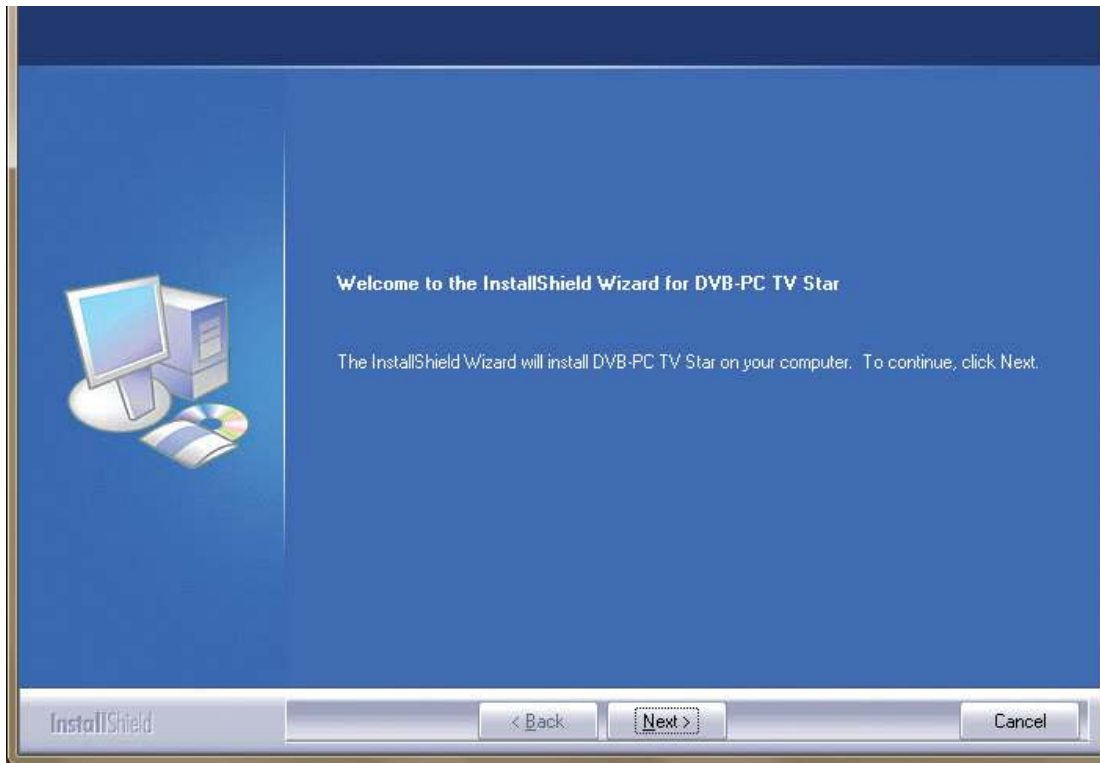 Welcome to the InstallShield Wizard for DVB-PC TV Star
The InstallShield Wizard will install DVB-PC TV Star on your computer.  To continue, click Next.
InstallShield
< Back
Next >
Cancel